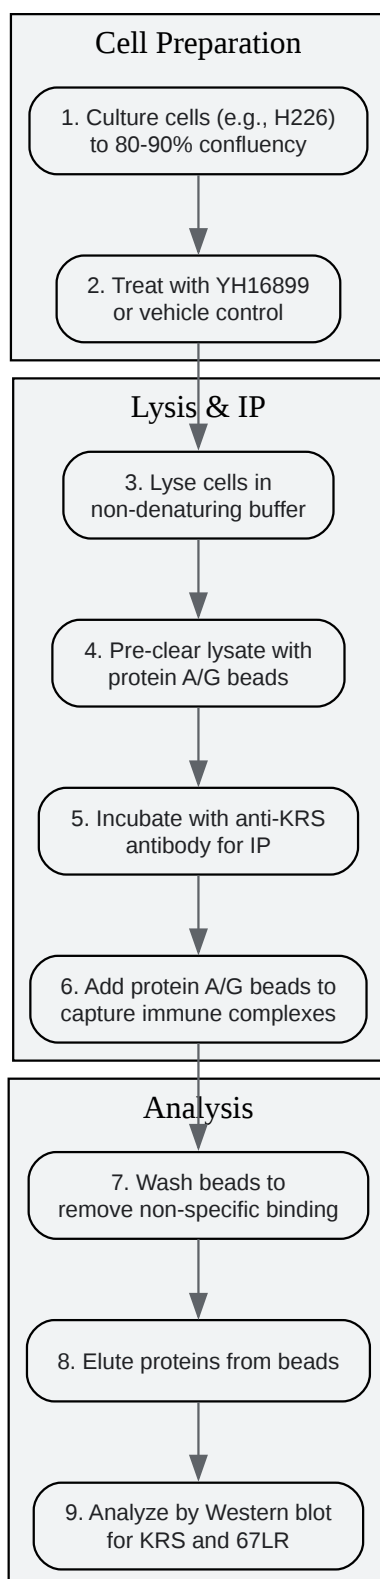 Cell Preparation
1. Culture cells (e.g., H226)
to 80-90% confluency
2. Treat with YH16899
or vehicle control
Lysis & IP
3. Lyse cells in
non-denaturing buffer
4. Pre-clear lysate with
protein A/G beads
5. Incubate with anti-KRS
antibody for IP
6. Add protein A/G beads to
capture immune complexes
Analysis
7. Wash beads to
remove non-specific binding
8. Elute proteins from beads
9. Analyze by Western blot
for KRS and 67LR